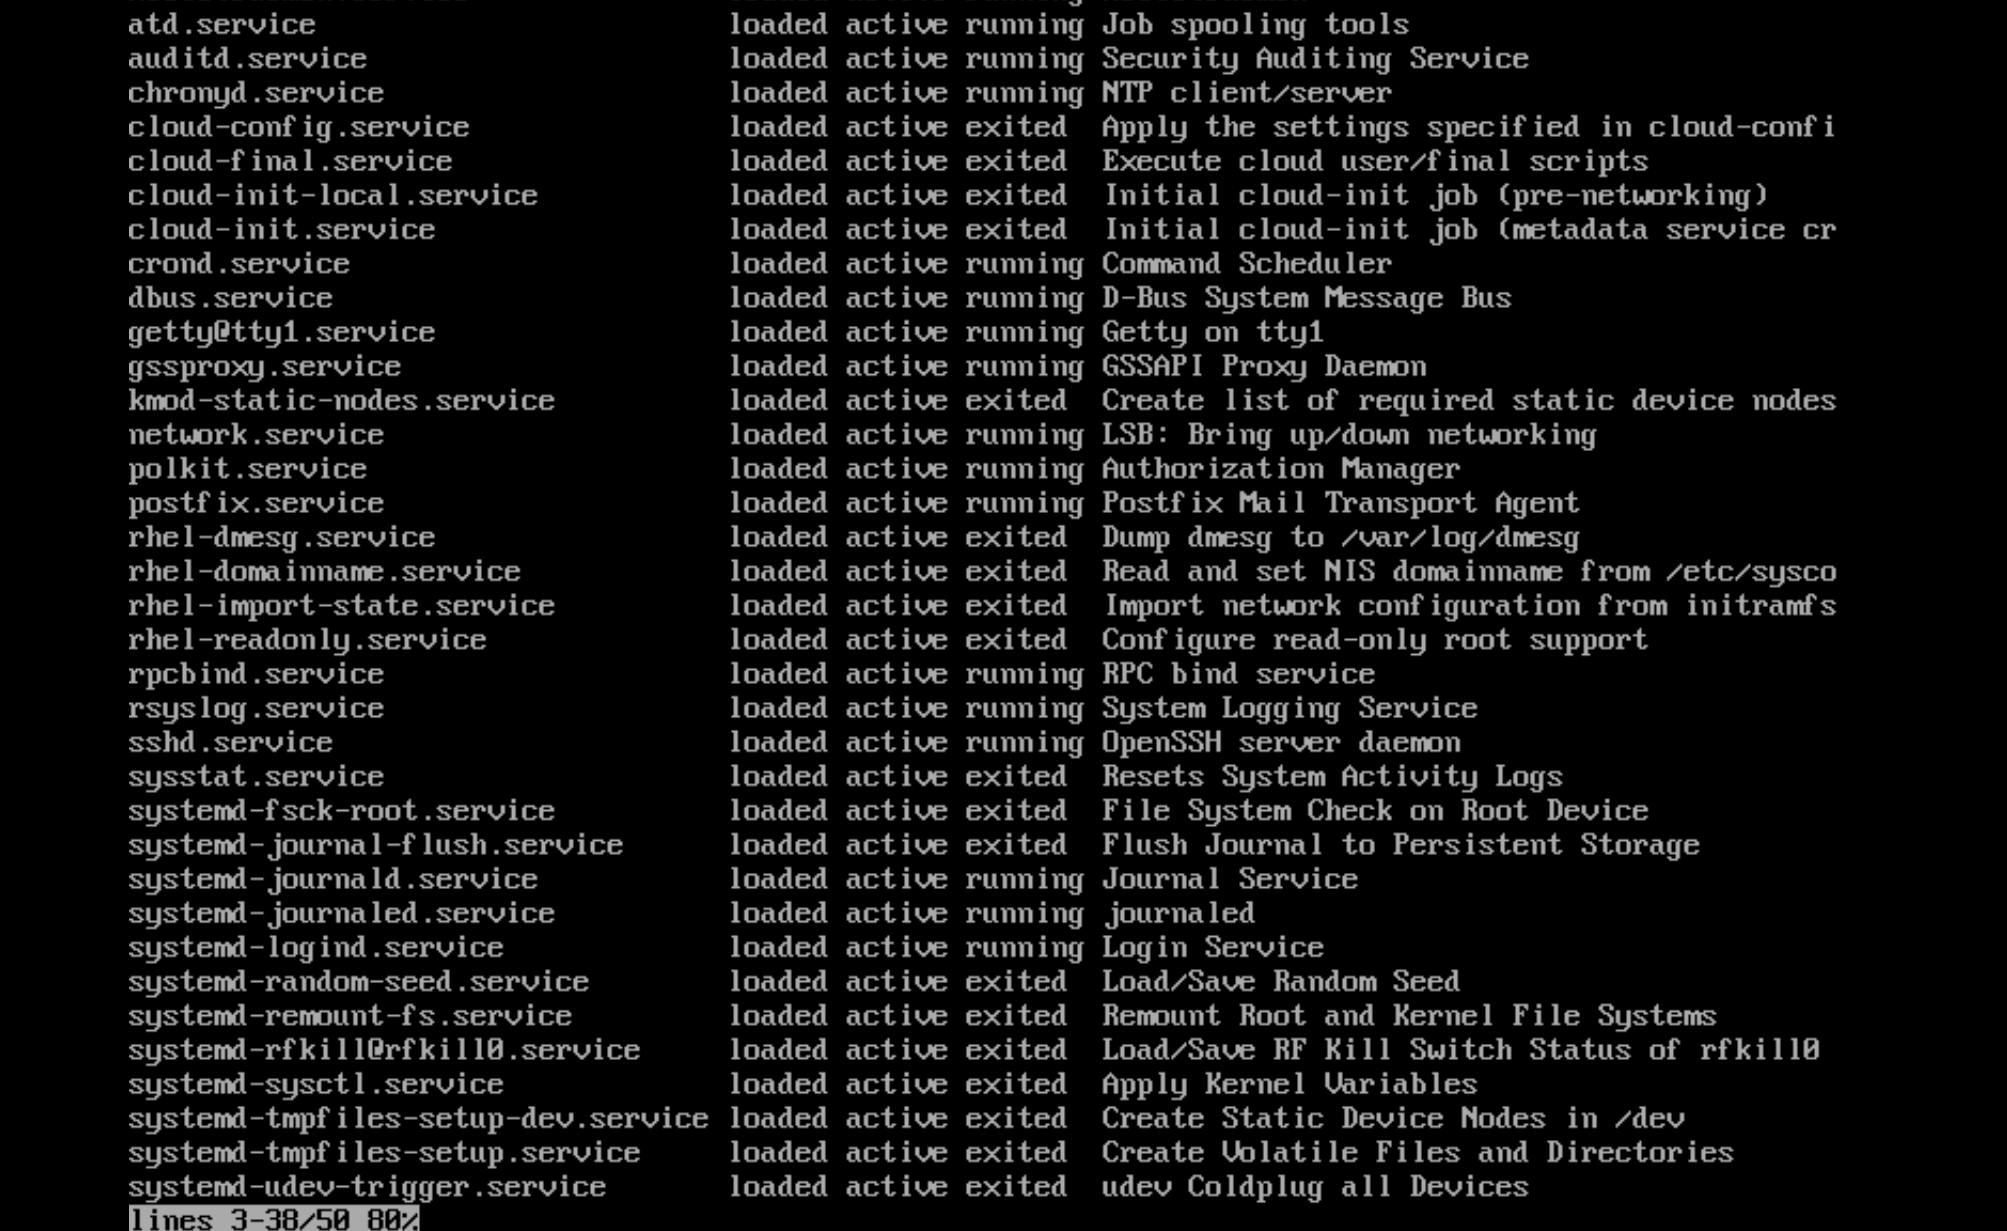 atd.service loaded active running Job spooling tools
auditd.service loaded active running Security Auditing Service
chronyd.service loaded active running NTP client/server
cloud-config.service loaded active exited Apply the settings specified in cloud-confi
cloud-final.service loaded active exited Execute cloud user/final scripts
cloud-init-local.service loaded active exited Initial cloud-init job (pre-networking)
cloud-init.service loaded active exited Initial cloud-init job (metadata service cr
crond.service loaded active running Command Scheduler
dbus.service loaded active running D-Bus System Message Bus
getty@tty1.service loaded active running Getty on tty1
gssproxy.service loaded active running GSSAPI Proxy Daemon
kmod-static-nodes.service loaded active exited Create list of required static device nodes
network.service loaded active running LSB: Bring up/down networking
polkit.service loaded active running Authorization Manager
postfix.service loaded active running Postfix Mail Transport Agent
rhel-dmesg.service loaded active exited Dump dmesg to /var/log/dmesg
rhel-domainname.service loaded active exited Read and set NIS domainname from /etc/sysco
rhel-import-state.service loaded active exited Import network configuration from initramfs
rhel-readonly.service loaded active exited Configure read-only root support
rpcbind.service loaded active running RPC bind service
rsyslog.service loaded active running System Logging Service
sshd.service loaded active running OpenSSH server daemon
sysstat.service loaded active exited Resets System Activity Logs
systemd-fsck-root.service loaded active exited File System Check on Root Device
systemd-journal-flush.service loaded active exited Flush Journal to Persistent Storage
systemd-journald.service loaded active running Journal Service
systemd-journaled.service loaded active running journaled
systemd-logind.service loaded active running Login Service
systemd-random-seed.service loaded active exited Load/Save Random Seed
systemd-remount-fs.service loaded active exited Remount Root and Kernel File Systems
systemd-rfkill@rfkill0.service loaded active exited Load/Save RF Kill Switch Status of rfkill0
systemd-sysctl.service loaded active exited Apply Kernel Variables
systemd-tmpfiles-setup-dev.service loaded active exited Create Static Device Nodes in /dev
systemd-tmpfiles-setup.service loaded active exited Create Volatile Files and Directories
systemd-udev-trigger.service loaded active exited udev Coldplug all Devices
lines 3-38/50 80%